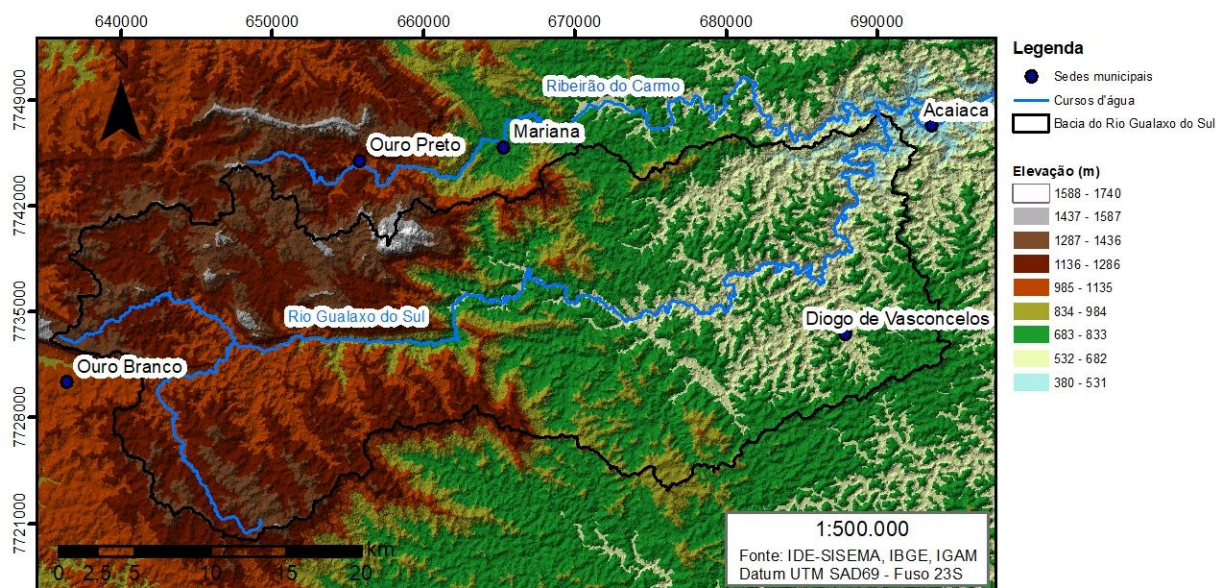 640000 650000 660000 670000 680000 690000
7749000
7742000
7735000
7728000
7721000
N
Ribeirão do Carmo
Acaiaca
Mariana
Ouro Preto
Rio Gualaxo do Sul
Diogo de Vasconcelos
Ouro Branco
km
0 2,5 5 10 15 20
1:500.000
Fonte: IDE-SISEMA, IBGE, IGAM
Datum UTM SAD69 - Fuso 23S
Legenda
Sedes municipais
Cursos d'água
Bacia do Rio Gualaxo do Sul
Elevação (m)
1588 - 1740
1437 - 1587
1287 - 1436
1136 - 1286
985 - 1135
834 - 984
683 - 833
532 - 682
380 - 531